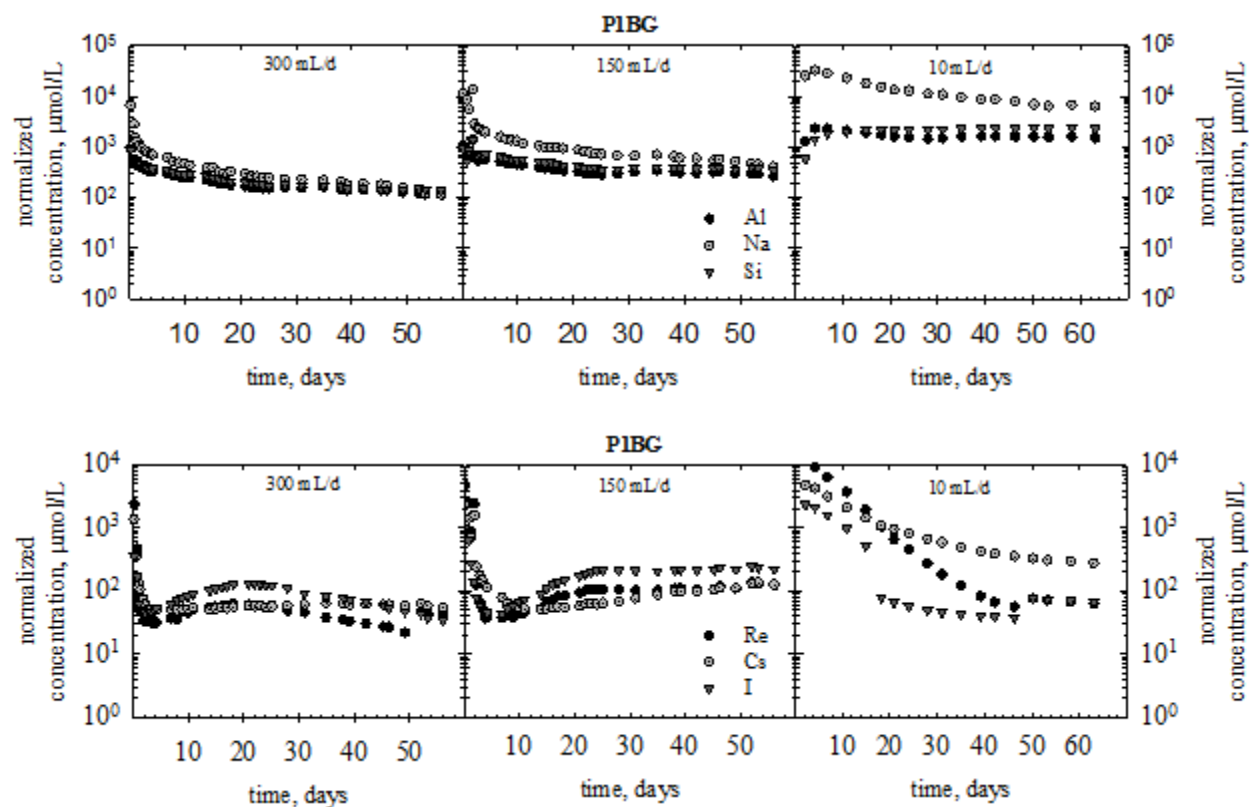 P1BG
10⁵ 10⁵
300 mL/d 150 mL/d 10 mL/d
10⁴ 10⁴
10³ 10³
10² 10²
10¹ 10¹
10⁰ 10⁰
normalized
concentration, µmol/L
Al
Na
Si
normalized
concentration, µmol/L
10 20 30 40 50 10 20 30 40 50 10 20 30 40 50 60
time, days time, days time, days
P1BG
10⁴ 10⁴
300 mL/d 150 mL/d 10 mL/d
10³ 10³
10² 10²
10¹ 10¹
10⁰ 10⁰
normalized
concentration, µmol/L
Re
Cs
I
normalized
concentration, µmol/L
10 20 30 40 50 10 20 30 40 50 10 20 30 40 50 60
time, days time, days time, days